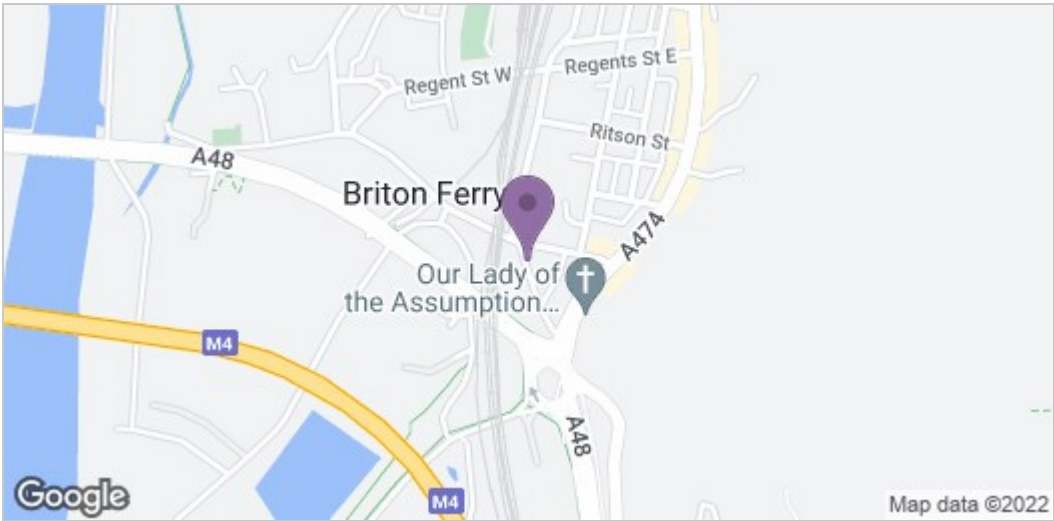 Regent St W
Regents St E
Ritson St
A48
Briton Ferry
A474
Our Lady of
the Assumption...
M4
A48
M4
Google
Map data ©2022